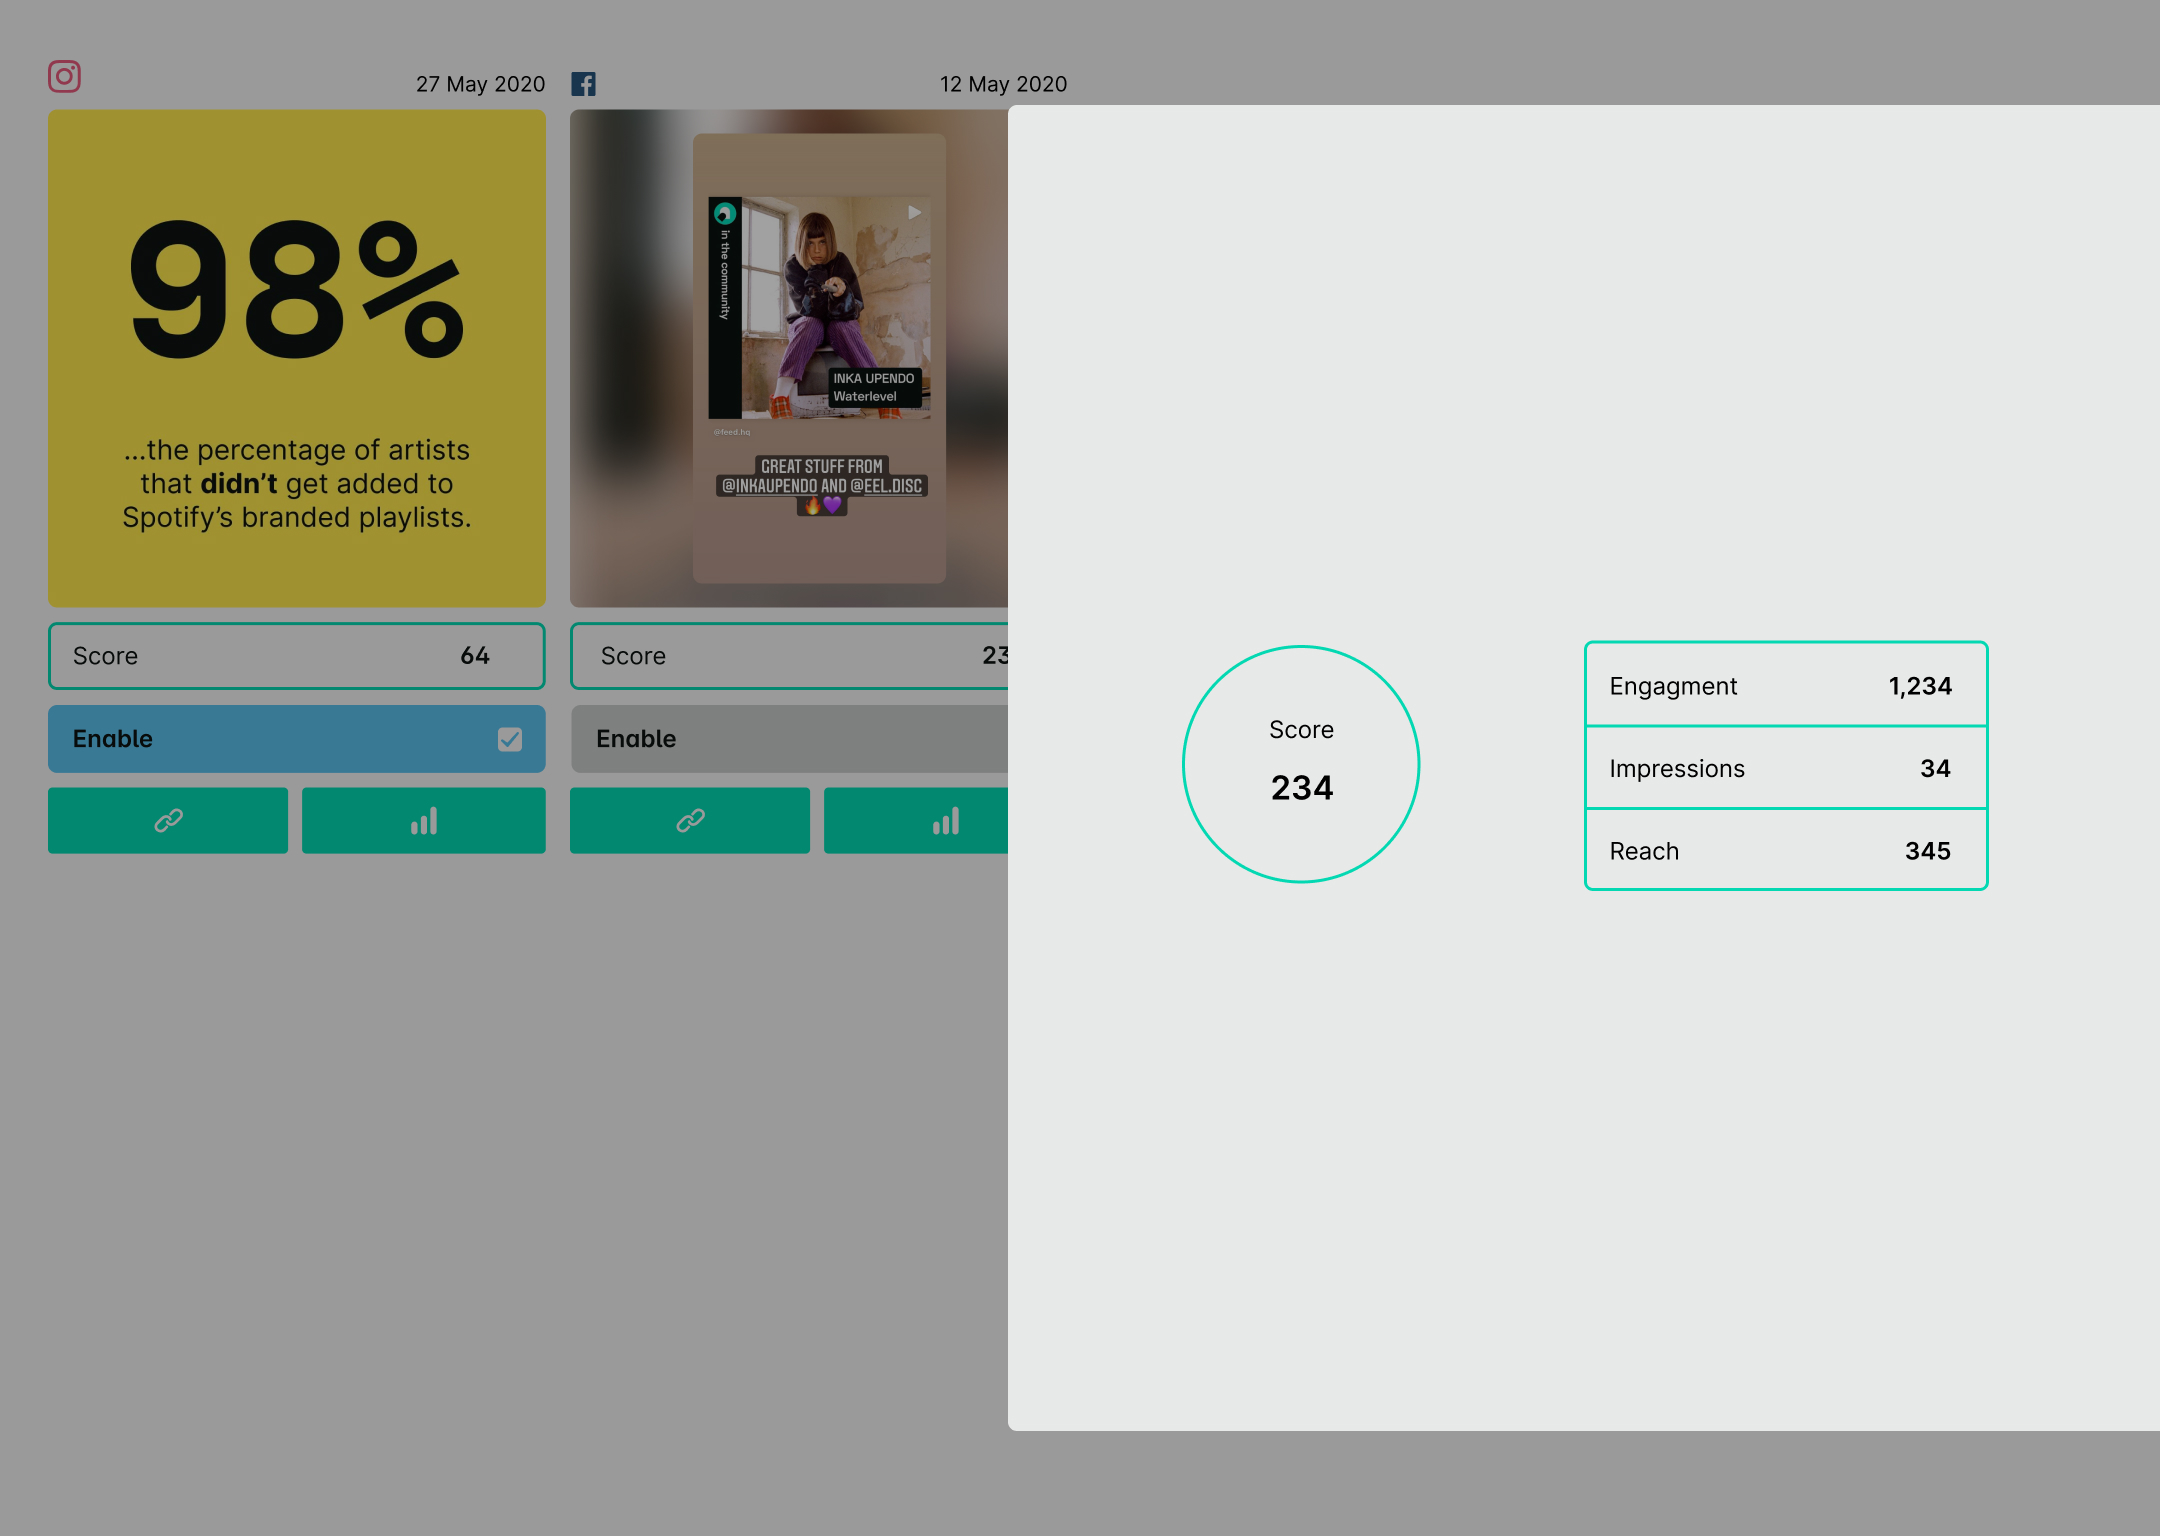 27 May 2020
98%
...the percentage of artists
that didn't get added to
Spotify's branded playlists.
Score 64
Enable
12 May 2020
in the community
INKA UPENDO
Waterlevel
@feed.hq
GREAT STUFF FROM
@INKAUPENDO AND @EEL.DISC
🔥💜
Score 23
Enable
Score
234
Engagment 1,234
Impressions 34
Reach 345